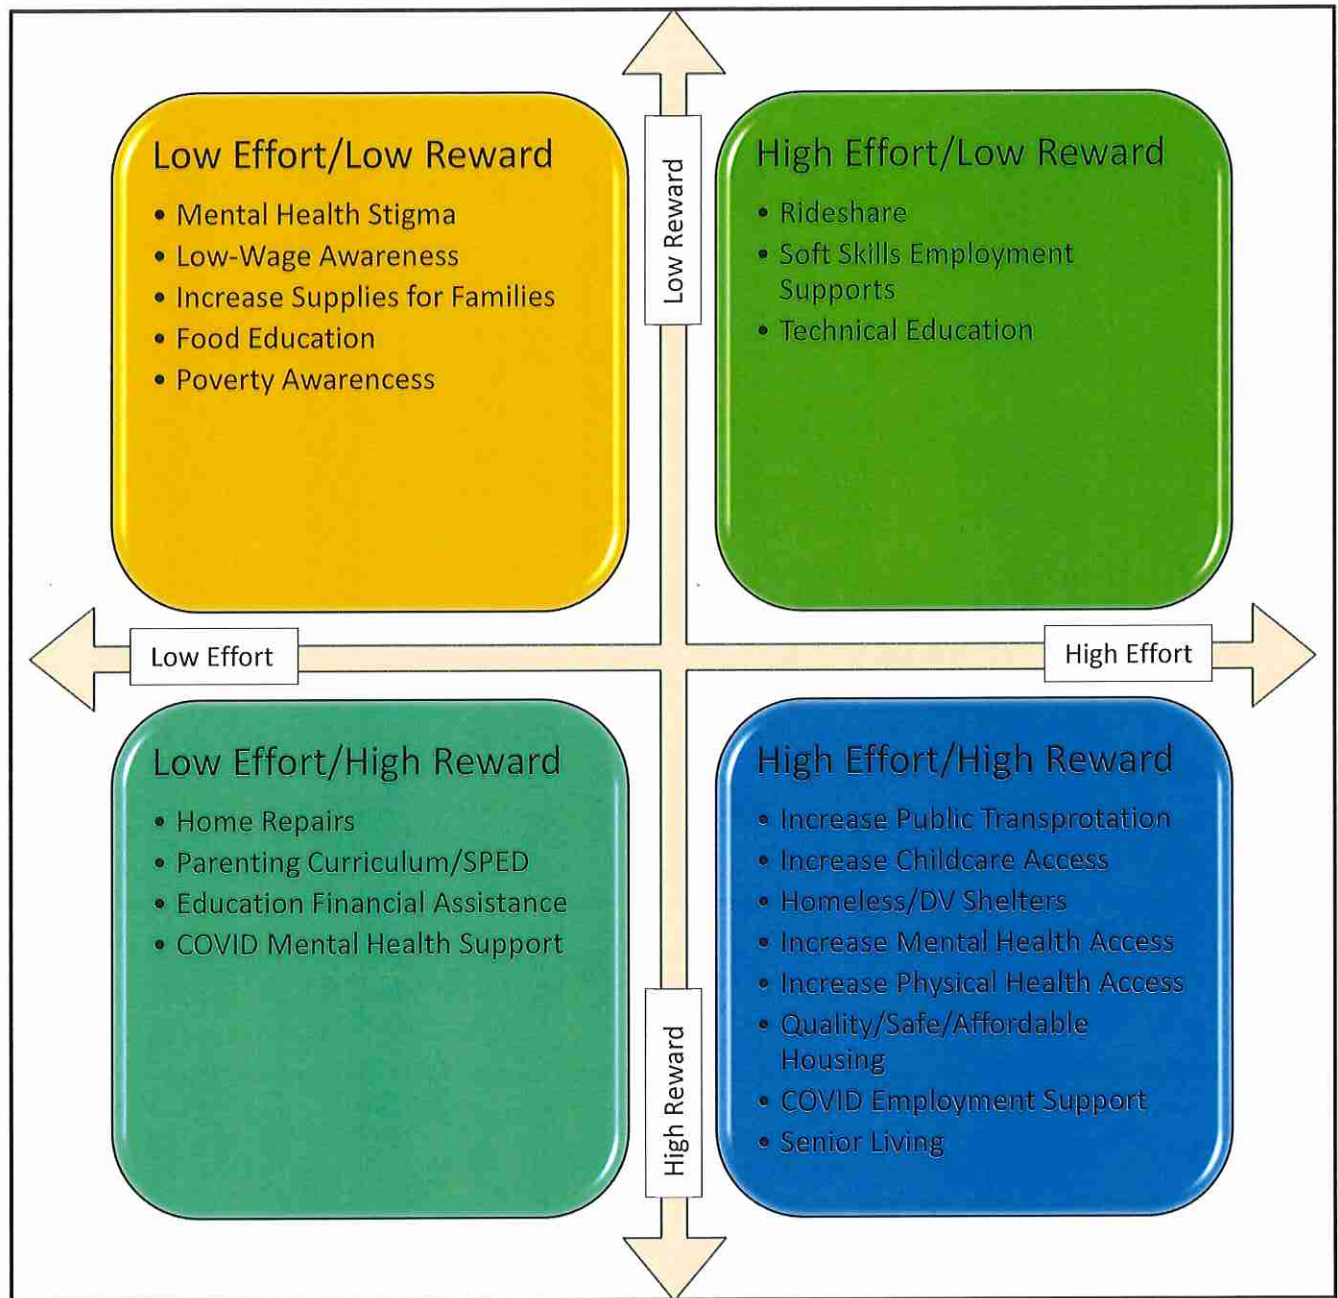 Low Effort/Low Reward
• Mental Health Stigma
• Low-Wage Awareness
• Increase Supplies for Families
• Food Education
• Poverty Awarencess
Low Reward
High Effort/Low Reward
• Rideshare
• Soft Skills Employment
Supports
• Technical Education
Low Effort
High Effort
Low Effort/High Reward
• Home Repairs
• Parenting Curriculum/SPED
• Education Financial Assistance
• COVID Mental Health Support
High Reward
High Effort/High Reward
• Increase Public Transprotation
• Increase Childcare Access
• Homeless/DV Shelters
• Increase Mental Health Access
• Increase Physical Health Access
• Quality/Safe/Affordable
Housing
• COVID Employment Support
• Senior Living